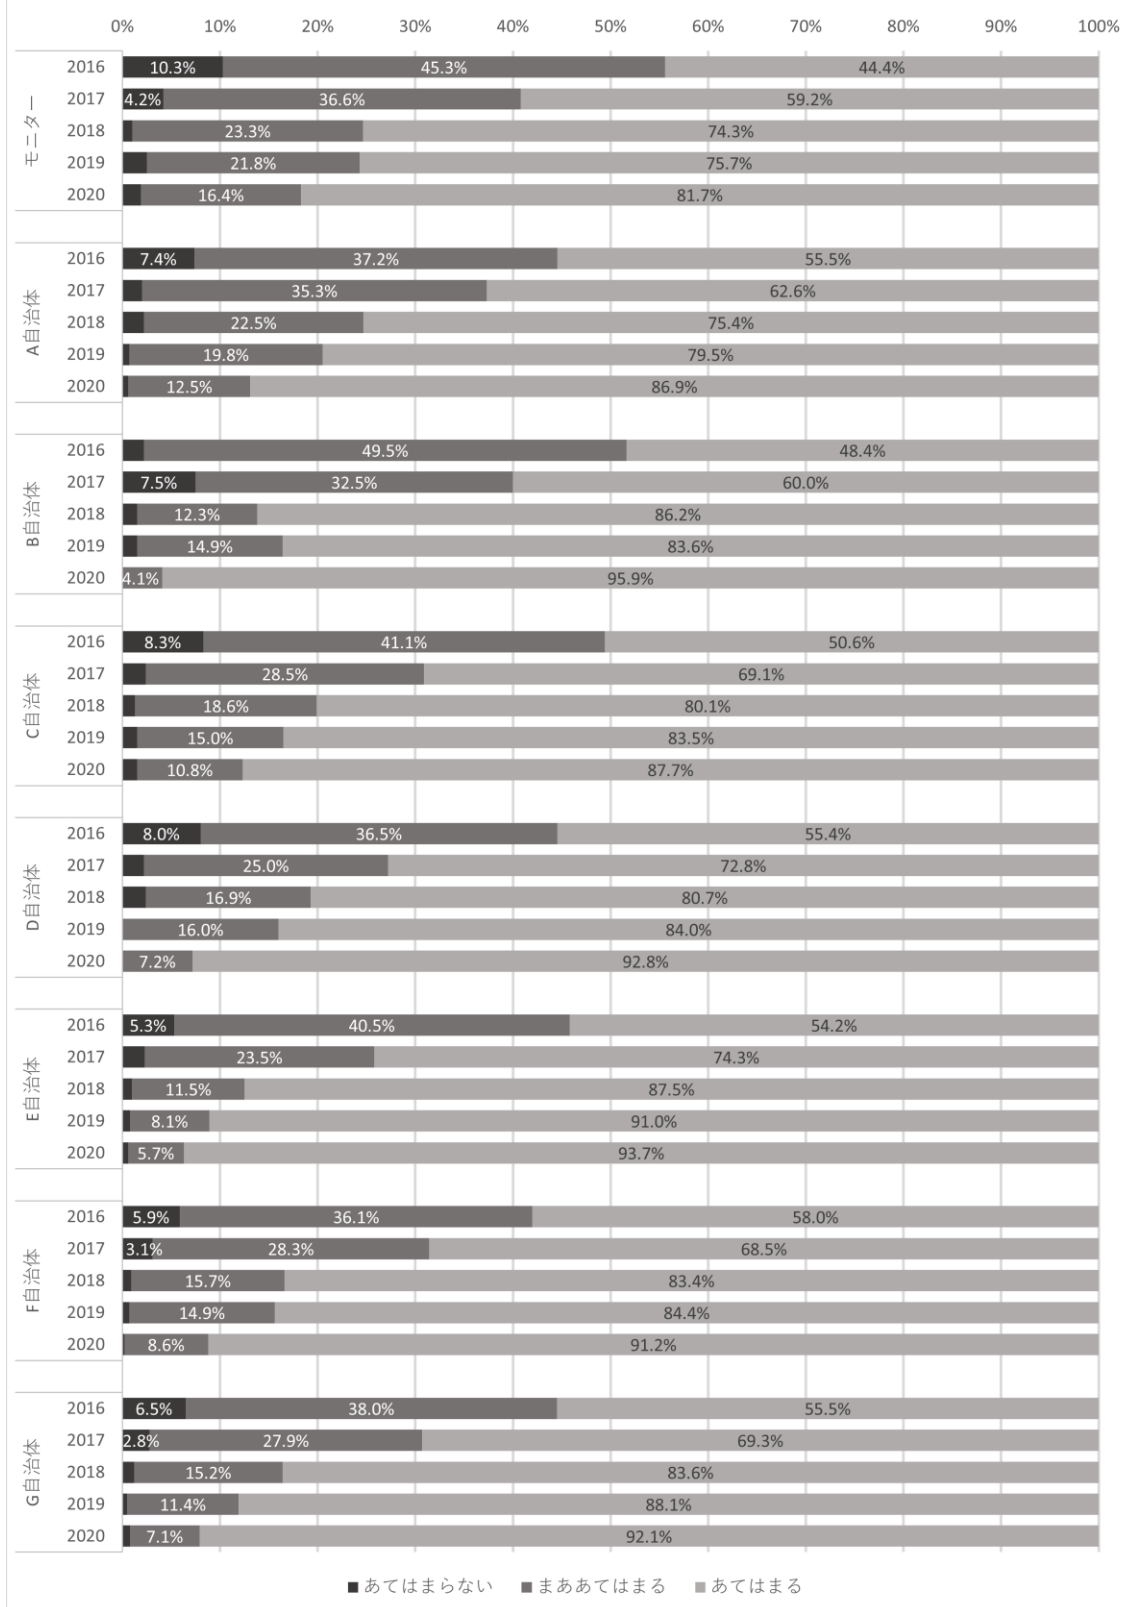 0% 10% 20% 30% 40% 50% 60% 70% 80% 90% 100%
モニター
2016 10.3% 45.3% 44.4%
2017 4.2% 36.6% 59.2%
2018 23.3% 74.3%
2019 21.8% 75.7%
2020 16.4% 81.7%
A自治体
2016 7.4% 37.2% 55.5%
2017 35.3% 62.6%
2018 22.5% 75.4%
2019 19.8% 79.5%
2020 12.5% 86.9%
B自治体
2016 49.5% 48.4%
2017 7.5% 32.5% 60.0%
2018 12.3% 86.2%
2019 14.9% 83.6%
2020 4.1% 95.9%
C自治体
2016 8.3% 41.1% 50.6%
2017 28.5% 69.1%
2018 18.6% 80.1%
2019 15.0% 83.5%
2020 10.8% 87.7%
D自治体
2016 8.0% 36.5% 55.4%
2017 25.0% 72.8%
2018 16.9% 80.7%
2019 16.0% 84.0%
2020 7.2% 92.8%
E自治体
2016 5.3% 40.5% 54.2%
2017 23.5% 74.3%
2018 11.5% 87.5%
2019 8.1% 91.0%
2020 5.7% 93.7%
F自治体
2016 5.9% 36.1% 58.0%
2017 3.1% 28.3% 68.5%
2018 15.7% 83.4%
2019 14.9% 84.4%
2020 8.6% 91.2%
G自治体
2016 6.5% 38.0% 55.5%
2017 2.8% 27.9% 69.3%
2018 15.2% 83.6%
2019 11.4% 88.1%
2020 7.1% 92.1%
あてはまらない まああてはまる あてはまる